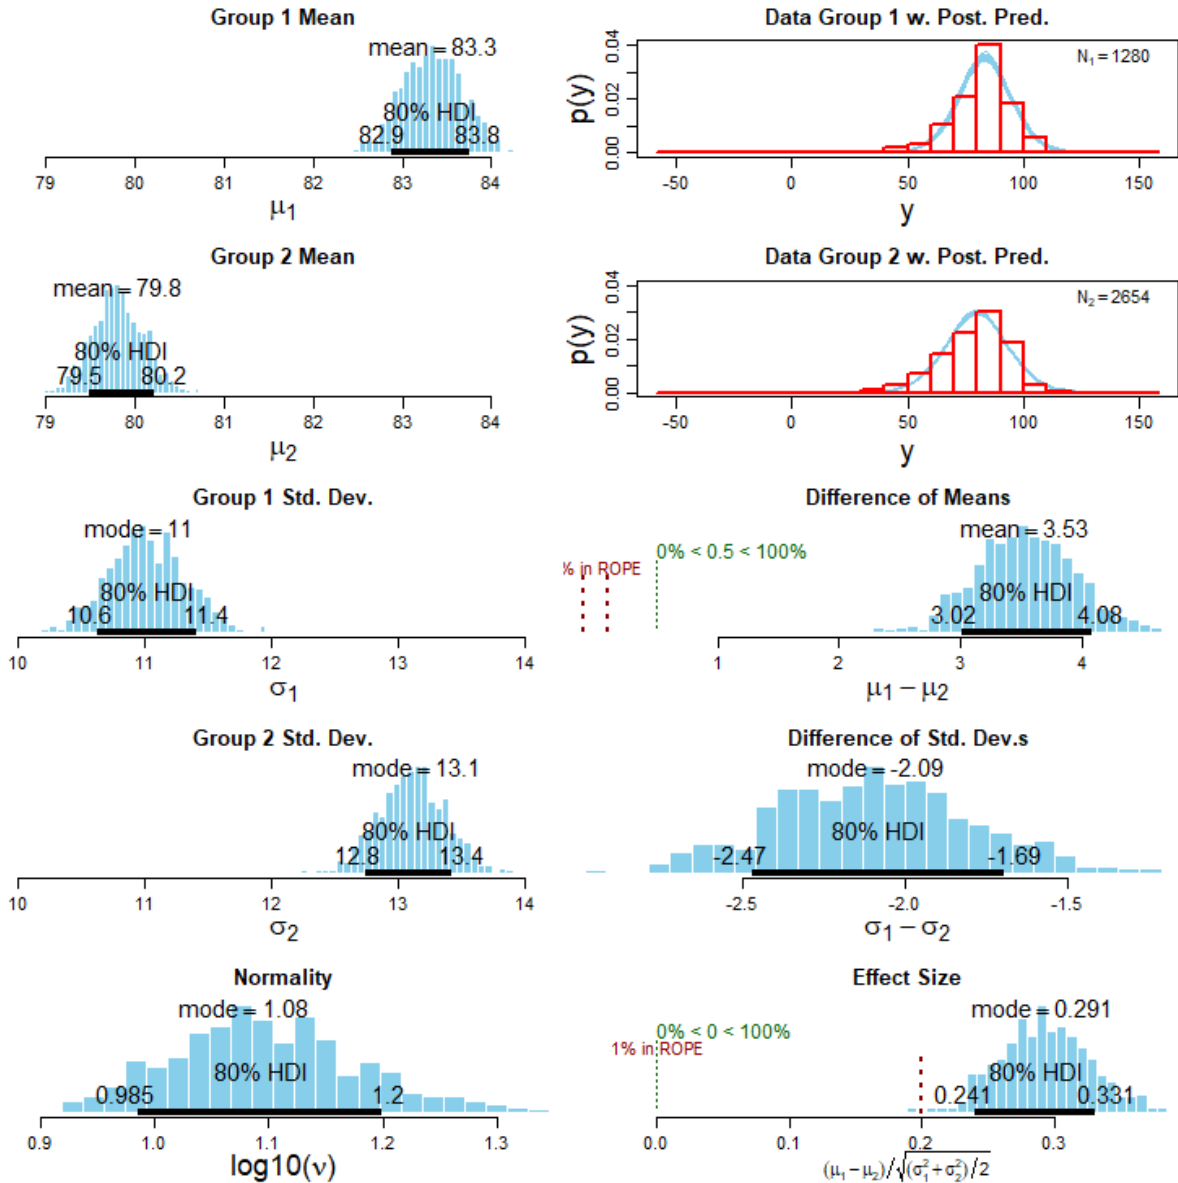 Group 1 Mean
mean = 83.3
80% HDI
82.9 83.8
79 80 81 82 83 84
μ1
Data Group 1 w. Post. Pred.
N1 = 1280
p(y)
0.00 0.02 0.04
-50 0 50 100 150
y
Group 2 Mean
mean = 79.8
80% HDI
79.5 80.2
79 80 81 82 83 84
μ2
Data Group 2 w. Post. Pred.
N2 = 2654
p(y)
0.00 0.02 0.04
-50 0 50 100 150
y
Group 1 Std. Dev.
mode = 11
80% HDI
10.6 11.4
10 11 12 13 14
σ1
Difference of Means
mean = 3.53
0% < 0.5 < 100%
% in ROPE
80% HDI
3.02 4.08
1 2 3 4
μ1 − μ2
Group 2 Std. Dev.
mode = 13.1
80% HDI
12.8 13.4
10 11 12 13 14
σ2
Difference of Std. Dev.s
mode = -2.09
80% HDI
-2.47 -1.69
-2.5 -2.0 -1.5
σ1 − σ2
Normality
mode = 1.08
80% HDI
0.985 1.2
0.9 1.0 1.1 1.2 1.3
log10(ν)
Effect Size
mode = 0.291
0% < 0 < 100%
1% in ROPE
80% HDI
0.241 0.331
0.0 0.1 0.2 0.3
(μ1 − μ2)/√(σ1² + σ2²)/2